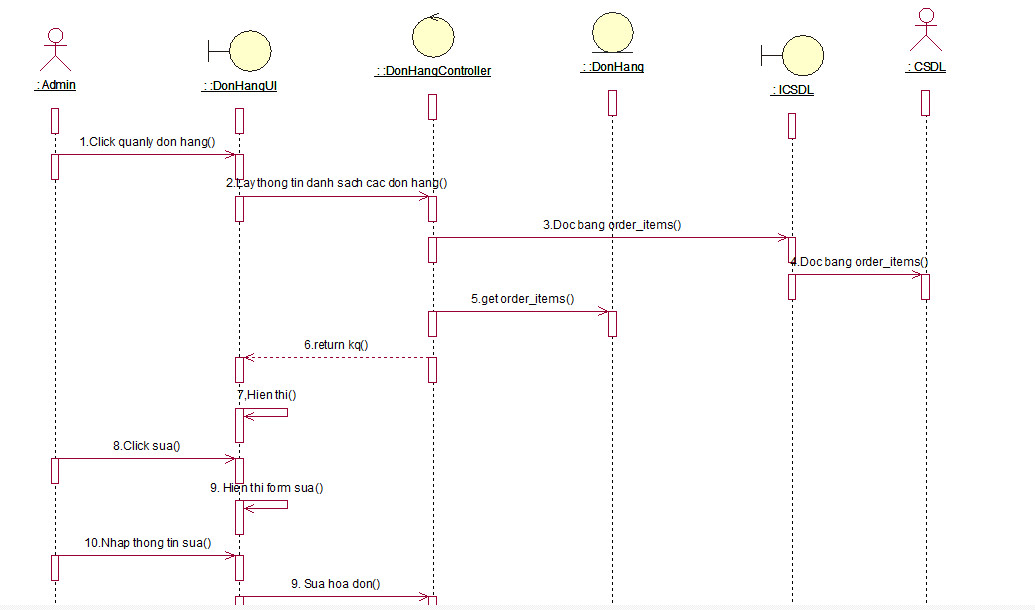 : Admin
: :DonHangUI
: :DonHangController
: :DonHang
: ICSDL
: CSDL
1.Click quanly don hang()
2.Lay thong tin danh sach cac don hang()
3.Doc bang order_items()
4.Doc bang order_items()
5.get order_items()
6.return kq()
7,Hien thi()
8.Click sua()
9. Hien thi form sua()
10.Nhap thong tin sua()
9. Sua hoa don()